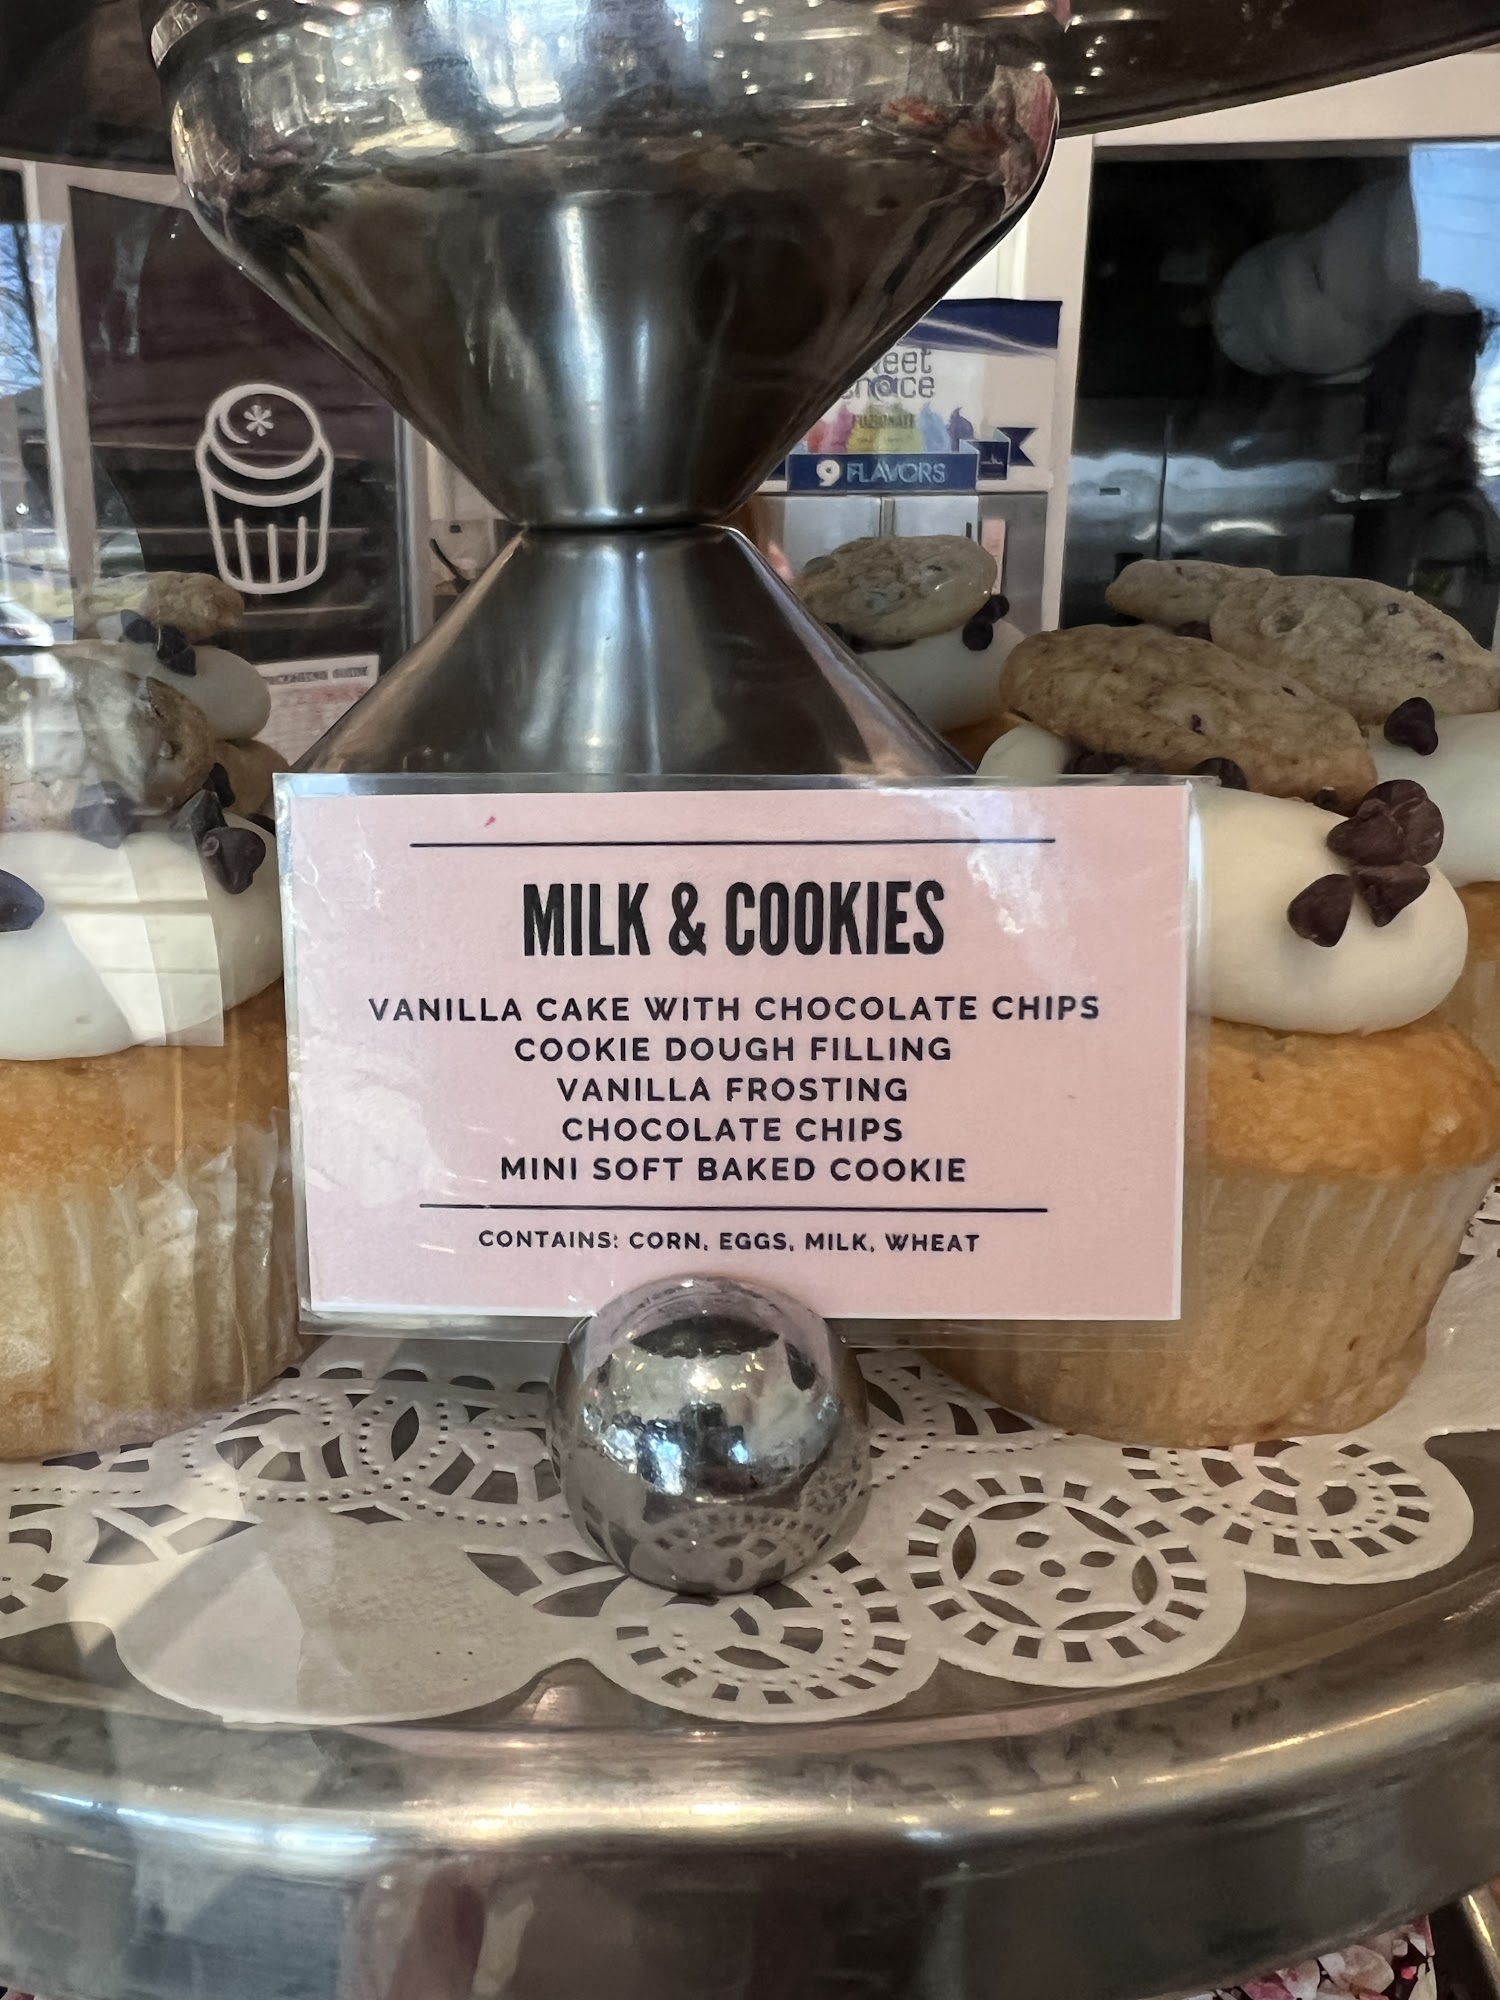 9 FLAVORS
MILK & COOKIES
VANILLA CAKE WITH CHOCOLATE CHIPS
COOKIE DOUGH FILLING
VANILLA FROSTING
CHOCOLATE CHIPS
MINI SOFT BAKED COOKIE
CONTAINS: CORN, EGGS, MILK, WHEAT